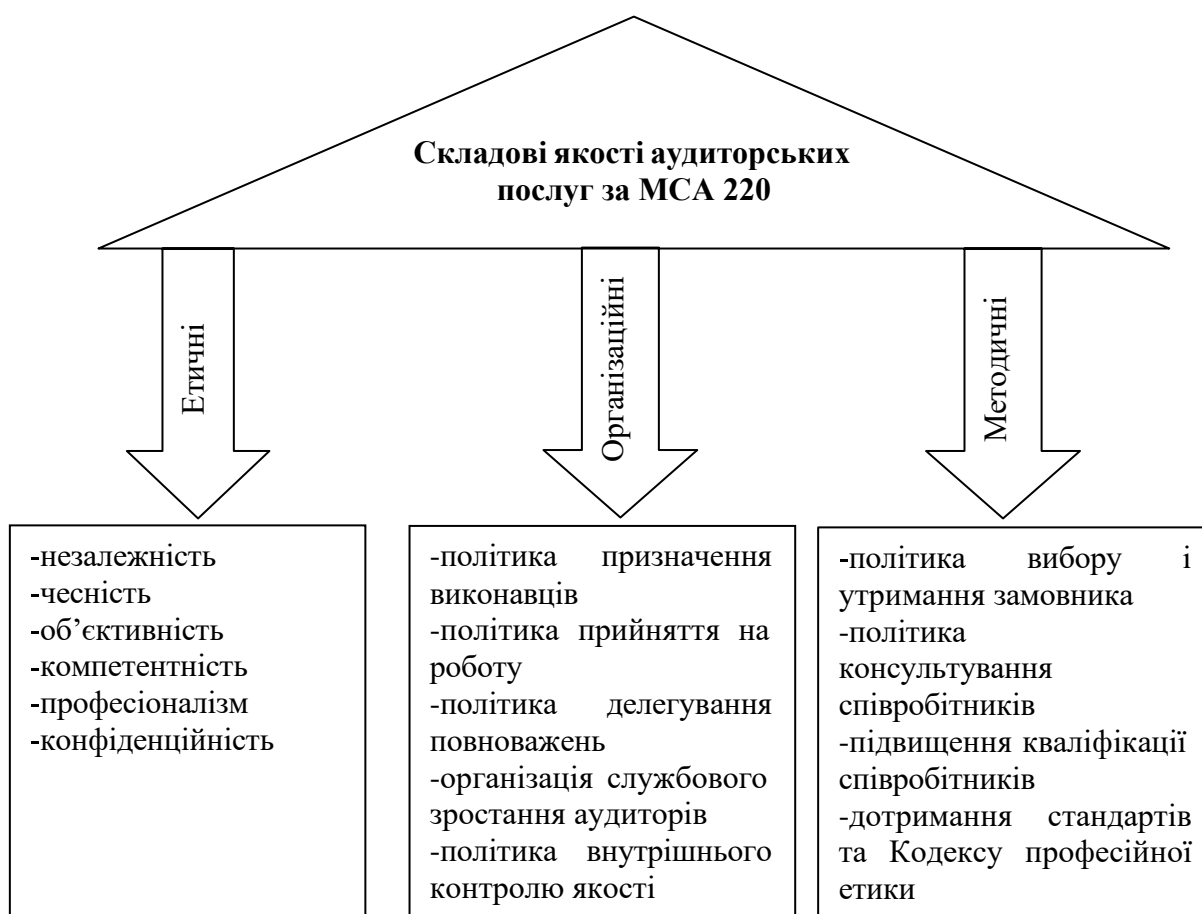 Складові якості аудиторських
послуг за МСА 220
Етичні
Організаційні
Методичні
-незалежність
-чесність
-об’єктивність
-компетентність
-професіоналізм
-конфіденційність
-політика призначення
виконавців
-політика прийняття на
роботу
-політика делегування
повноважень
-організація службового
зростання аудиторів
-політика внутрішнього
контролю якості
-політика вибору і
утримання замовника
-політика
консультування
співробітників
-підвищення кваліфікації
співробітників
-дотримання стандартів
та Кодексу професійної
етики